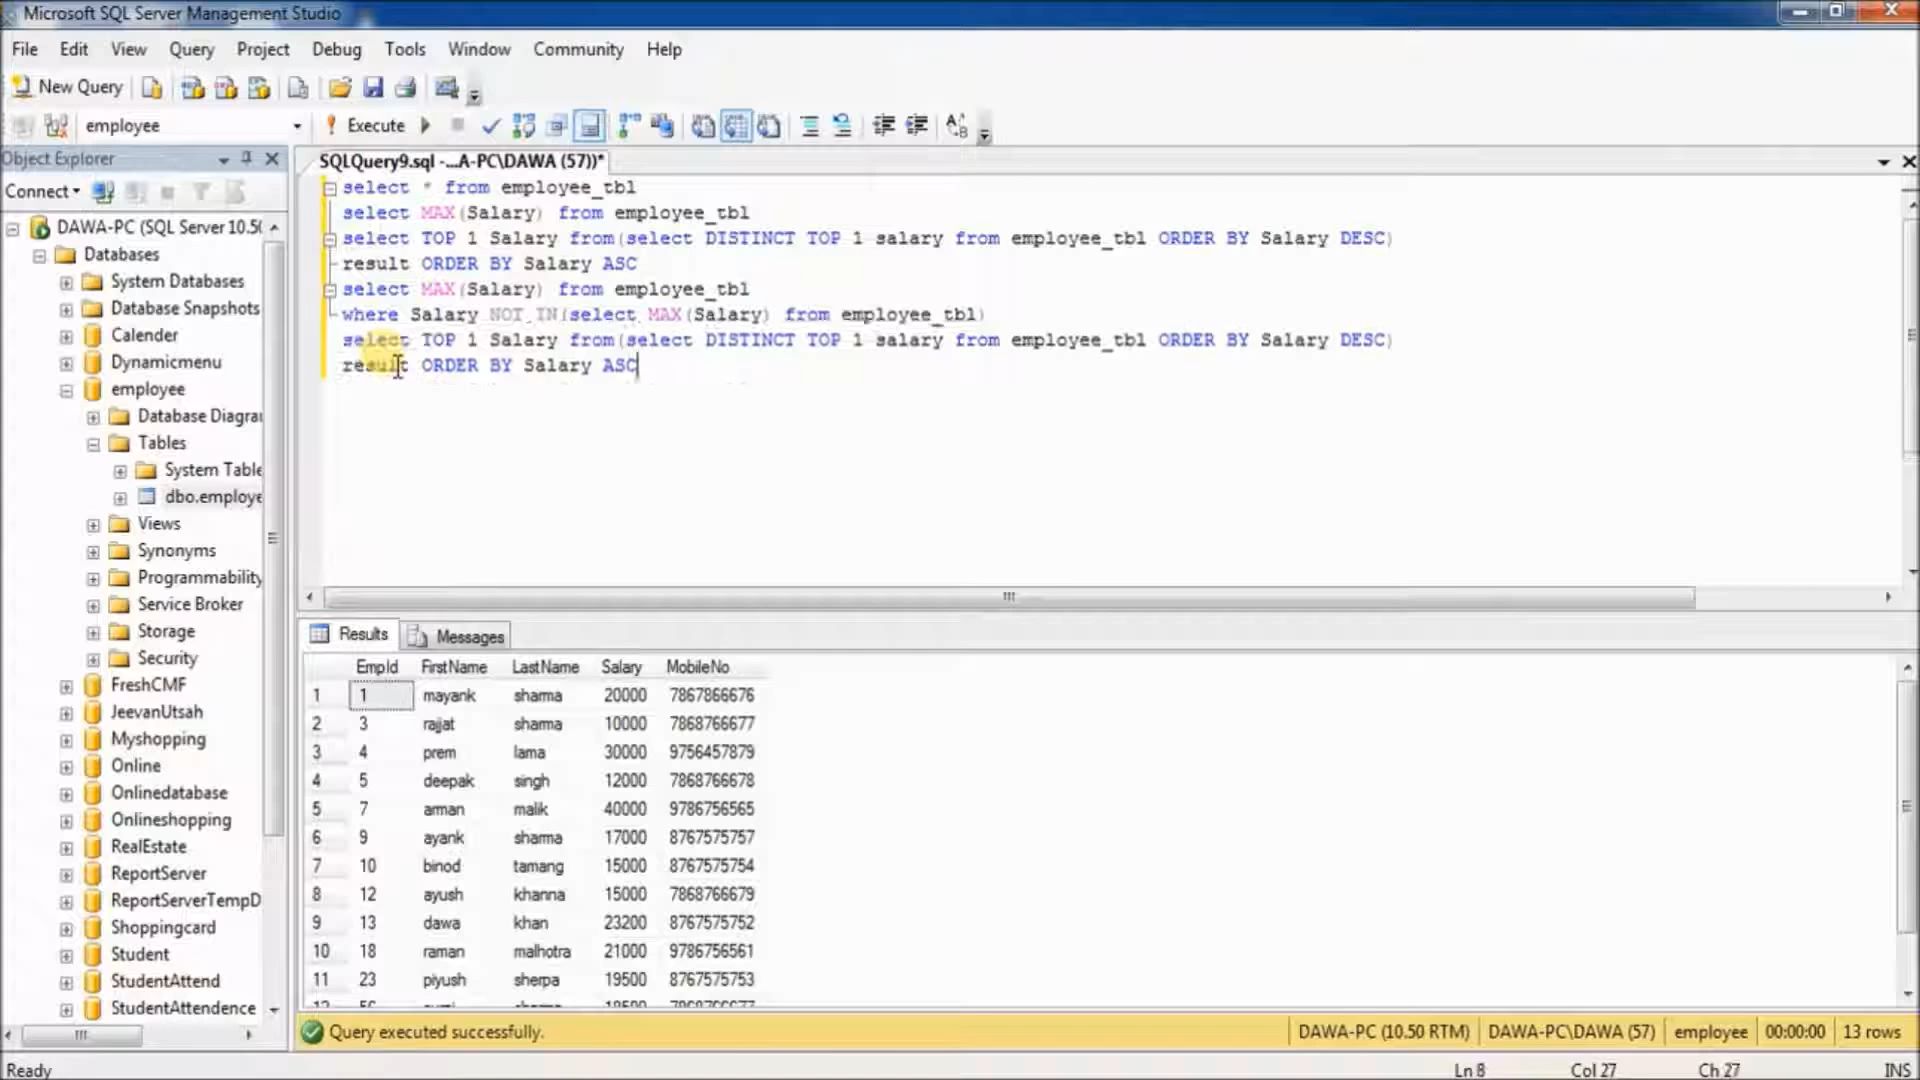 Microsoft SQL Server Management Studio
File Edit View Query Project Debug Tools Window Community Help
New Query
employee Execute
Object Explorer
Connect
DAWA-PC (SQL Server 10.50
Databases
System Databases
Database Snapshots
Calender
Dynamicmenu
employee
Database Diagra
Tables
System Table
dbo.employe
Views
Synonyms
Programmability
Service Broker
Storage
Security
FreshCMF
JeevanUtsah
Myshopping
Online
Onlinedatabase
Onlineshopping
RealEstate
ReportServer
ReportServerTempD
Shoppingcard
Student
StudentAttend
StudentAttendence
SQLQuery9.sql -...A-PC\DAWA (57))*
select * from employee_tbl
select MAX(Salary) from employee_tbl
select TOP 1 Salary from(select DISTINCT TOP 1 salary from employee_tbl ORDER BY Salary DESC)
result ORDER BY Salary ASC
select MAX(Salary) from employee_tbl
where Salary NOT IN(select MAX(Salary) from employee_tbl)
select TOP 1 Salary from(select DISTINCT TOP 1 salary from employee_tbl ORDER BY Salary DESC)
result ORDER BY Salary ASC
Results Messages
EmpId FirstName LastName Salary MobileNo
1 1 mayank sharma 20000 7867866676
2 3 rajjat sharma 10000 7868766677
3 4 prem lama 30000 9756457879
4 5 deepak singh 12000 7868766678
5 7 arman malik 40000 9786756565
6 9 ayank sharma 17000 8767575757
7 10 binod tamang 15000 8767575754
8 12 ayush khanna 15000 7868766679
9 13 dawa khan 23200 8767575752
10 18 raman malhotra 21000 9786756561
11 23 piyush sherpa 19500 8767575753
Query executed successfully. DAWA-PC (10.50 RTM) DAWA-PC\DAWA (57) employee 00:00:00 13 rows
Ready Ln 8 Col 27 Ch 27 INS